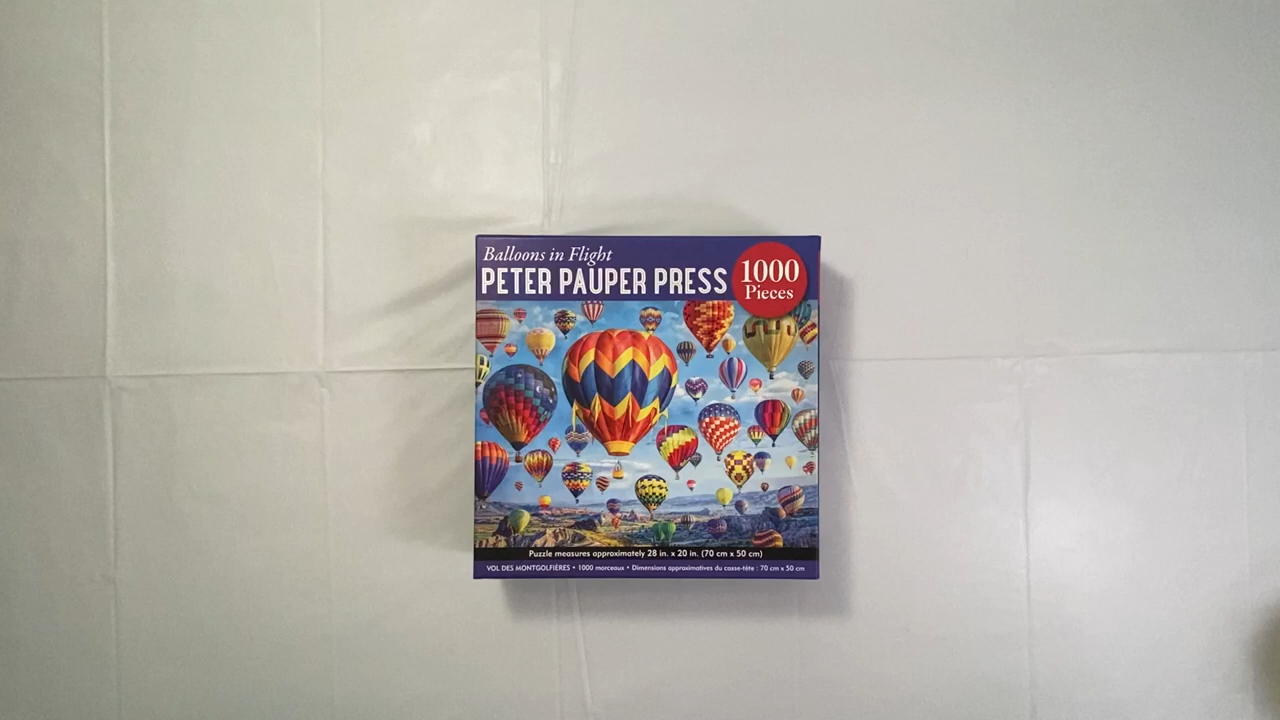 Balloons in Flight
PETER PAUPER PRESS
1000
Pieces
Puzzle measures approximately 28 in. x 20 in. (70 cm x 50 cm)
VOL DES MONTGOLFIÈRES • 1000 morceaux • Dimensions approximatives du casse-tête : 70 cm x 50 cm